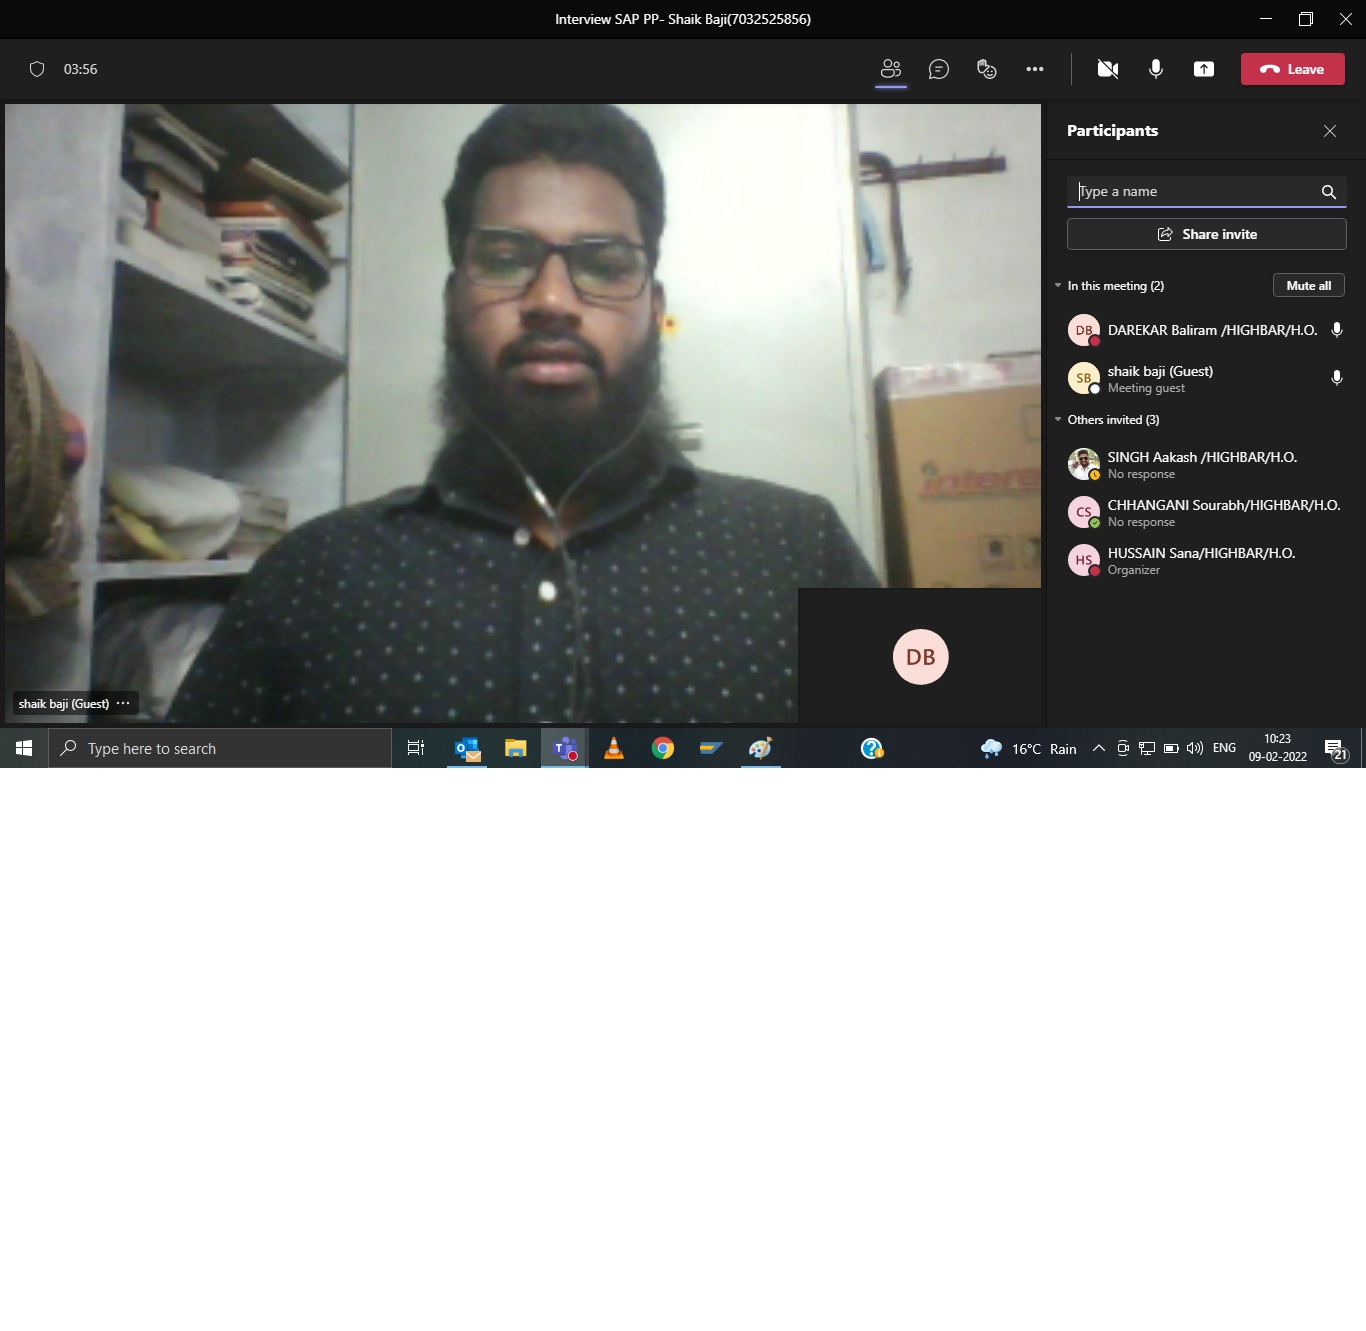 Interview SAP PP- Shaik Baji(7032525856)
03:56
Leave
Participants
Type a name
Share invite
In this meeting (2)
Mute all
DB
DAREKAR Baliram /HIGHBAR/H.O.
SB
shaik baji (Guest)
Meeting guest
Others invited (3)
SINGH Aakash /HIGHBAR/H.O.
No response
CS
CHHANGANI Sourabh/HIGHBAR/H.O.
No response
HS
HUSSAIN Sana/HIGHBAR/H.O.
Organizer
DB
shaik baji (Guest)
Type here to search
16°C Rain
ENG
10:23
09-02-2022
21